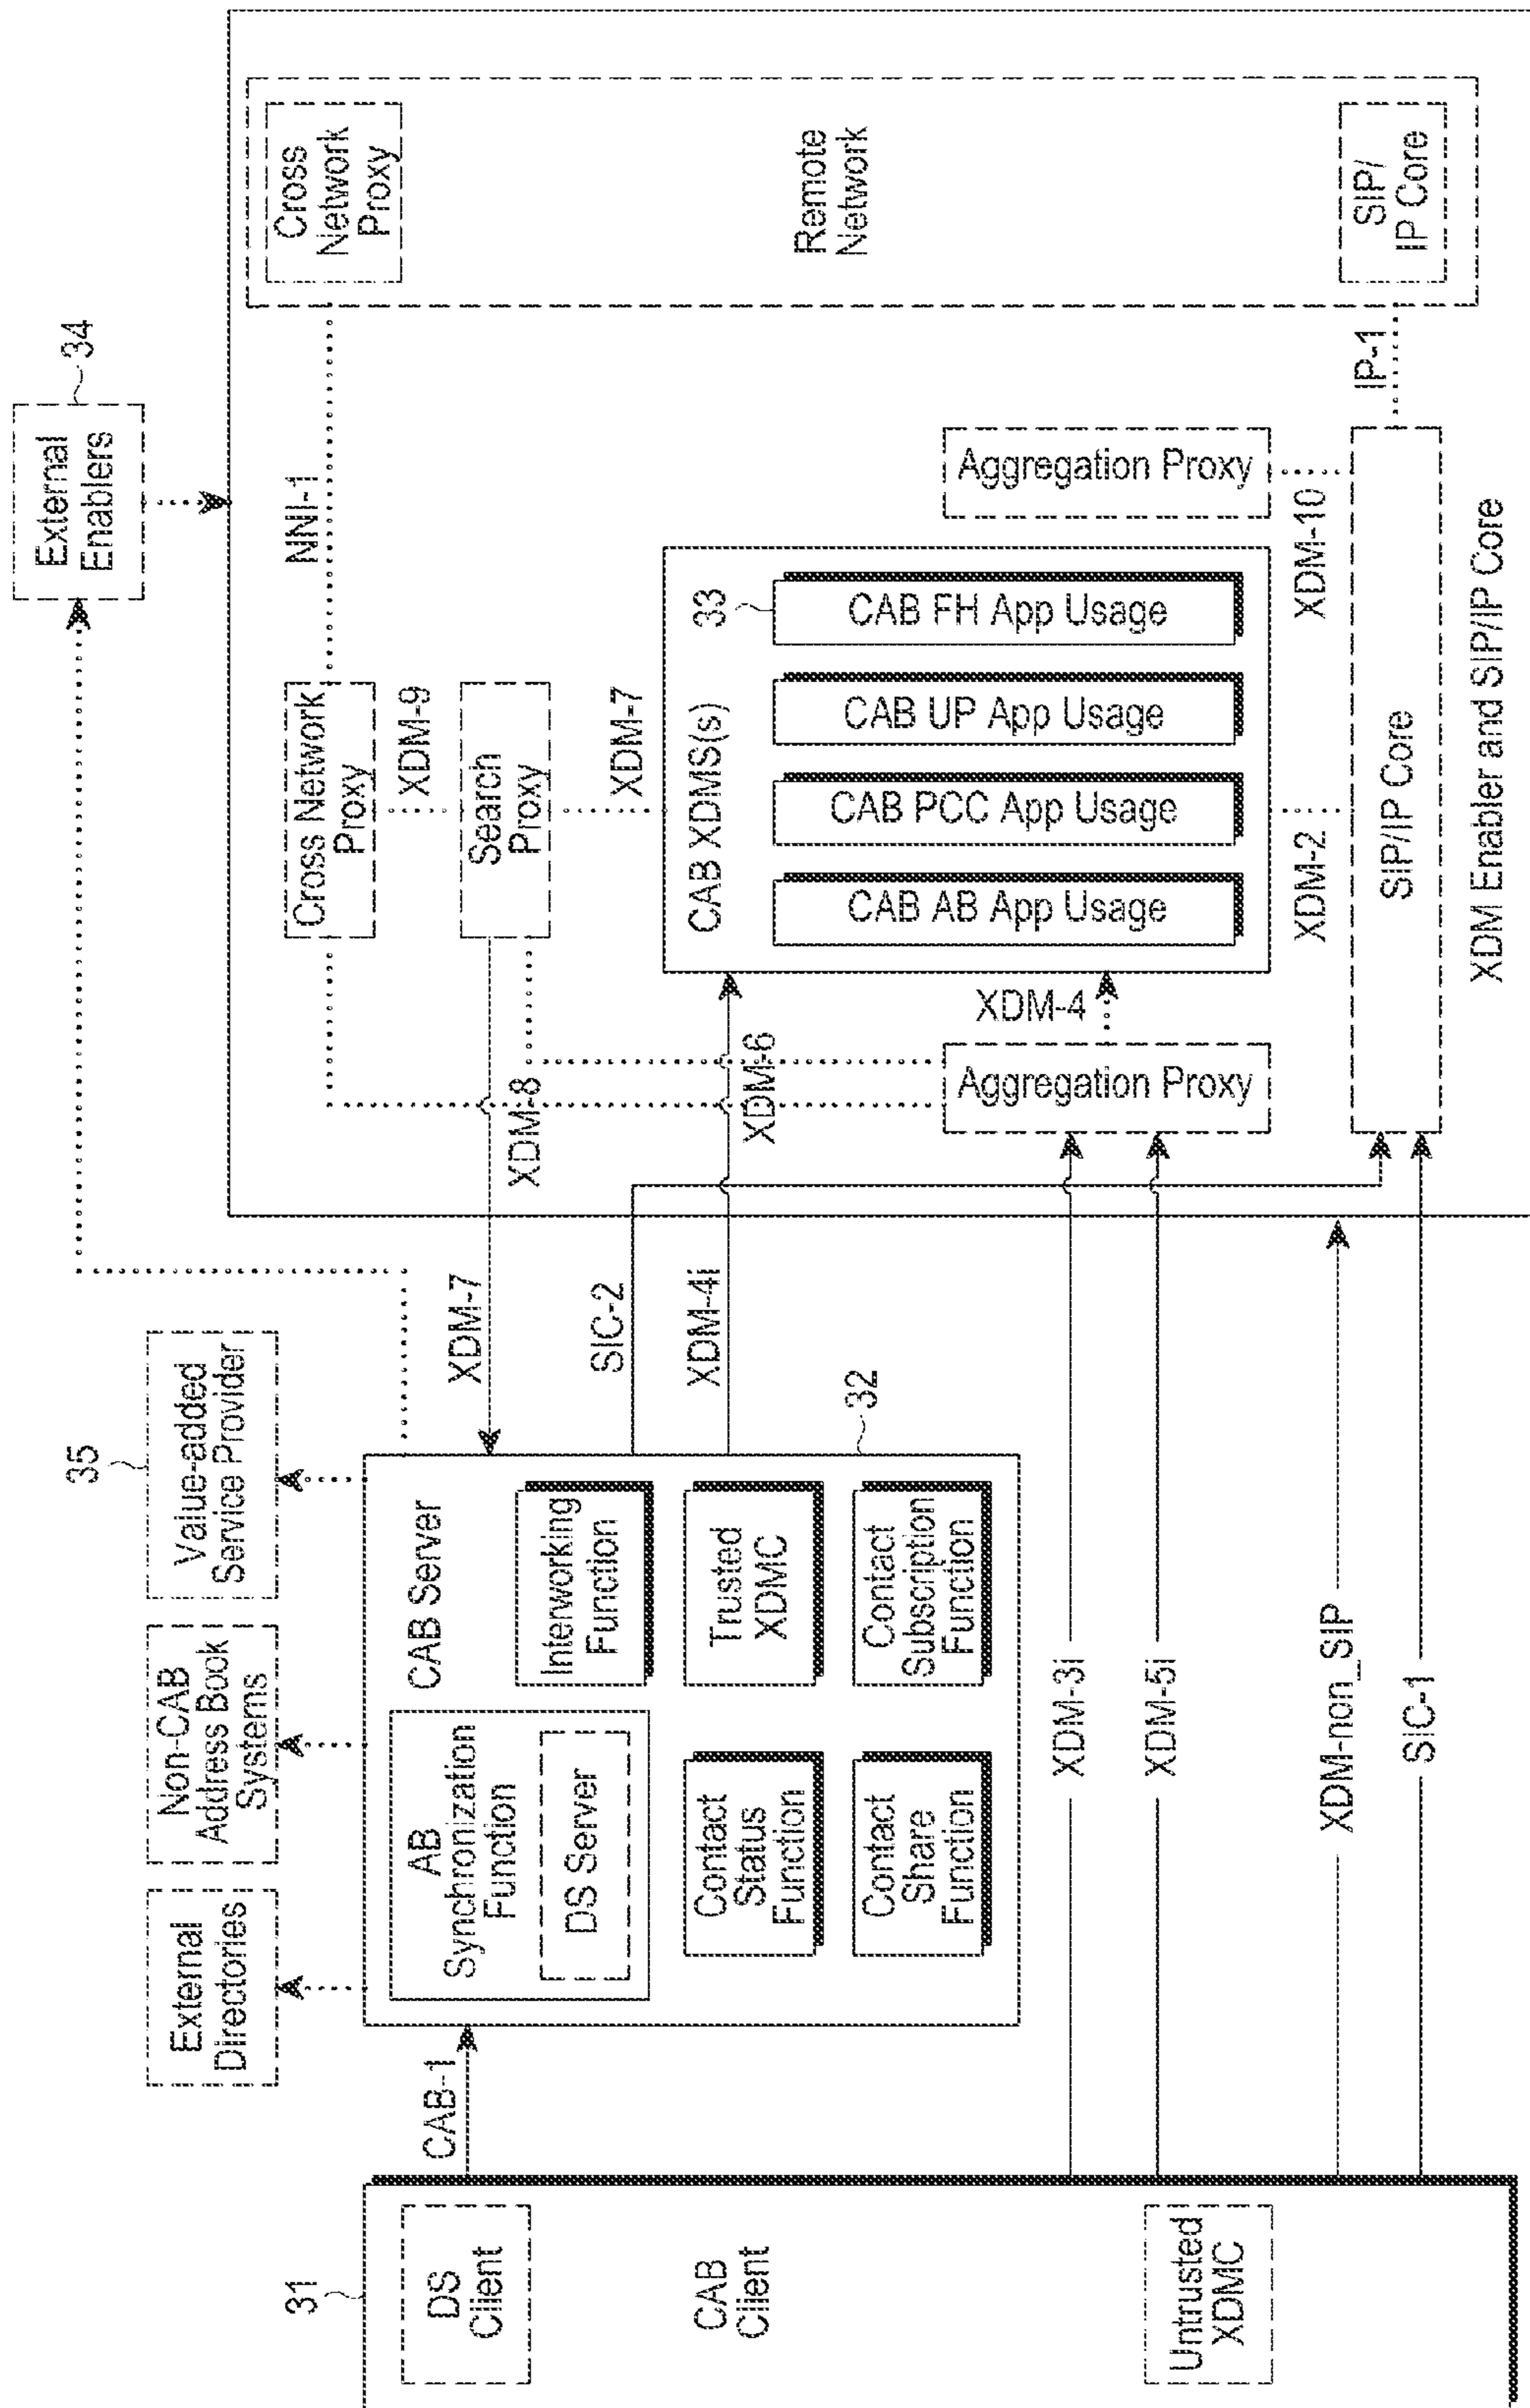 31
DS
Client
CAB
Client
Untrusted
XDMC
CAB-1
External
Directories
Non-CAB
Address Book
Systems
Value-added
Service Provider
35
CAB Server
AB
Synchronization
Function
DS Server
Interworking
Function
Contact
Status
Function
Trusted
XDMC
Contact
Share
Function
Contact
Subscription
Function
32
XDM-7
SIC-2
XDM-4i
XDM-3i
XDM-5i
XDM-non_SIP
SIC-1
External
Enablers
34
Cross Network
Proxy
XDM-9
Search
Proxy
XDM-7
XDM-8
XDM-6
NNI-1
CAB XDMS(s)
33
CAB AB App Usage
CAB PCC App Usage
CAB UP App Usage
CAB FH App Usage
XDM-4
Aggregation Proxy
Aggregation Proxy
XDM-2
XDM-10
SIP/IP Core
IP-1
Cross
Network
Proxy
Remote
Network
SIP/
IP Core
XDM Enabler and SIP/IP Core